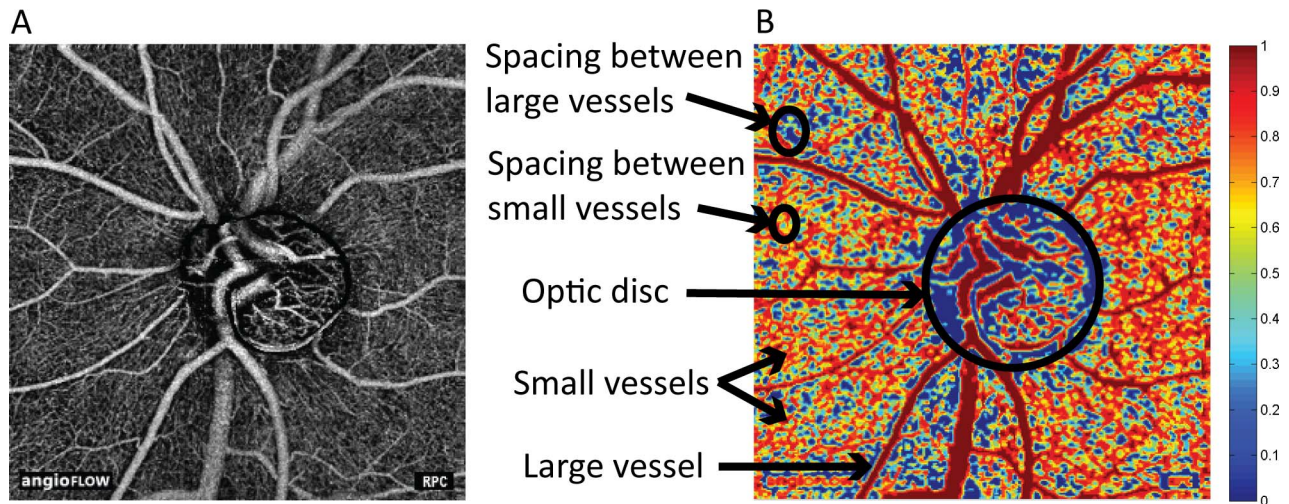 A
angioFLOW
RPC
Spacing between
large vessels
Spacing between
small vessels
Optic disc
Small vessels
Large vessel
B
1
0.9
0.8
0.7
0.6
0.5
0.4
0.3
0.2
0.1
0